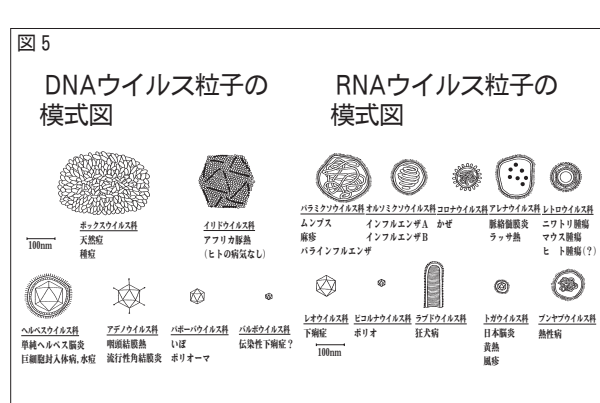 図 5
DNAウイルス粒子の
模式図
ポックスウイルス科
天然痘
種痘
イリドウイルス科
アフリカ豚熱
(ヒトの病気なし)
100nm
ヘルペスウイルス科
単純ヘルペス脳炎
巨細胞封入体病,水痘
アデノウイルス科
咽頭結膜熱
流行性角結膜炎
パポーバウイルス科
いぼ
ポリオーマ
パルボウイルス科
伝染性下痢症?
RNAウイルス粒子の
模式図
パラミクソウイルス科
ムンプス
麻疹
パラインフルエンザ
オルソミクソウイルス科
インフルエンザA
インフルエンザB
コロナウイルス科
かぜ
アレナウイルス科
脈絡髄膜炎
ラッサ熱
レトロウイルス科
ニワトリ腫瘍
マウス腫瘍
ヒト腫瘍(?)
レオウイルス科
下痢症
100nm
ピコルナウイルス科
ポリオ
ラブドウイルス科
狂犬病
トガウイルス科
日本脳炎
黄熱
風疹
ブンヤブウイルス科
熱性病